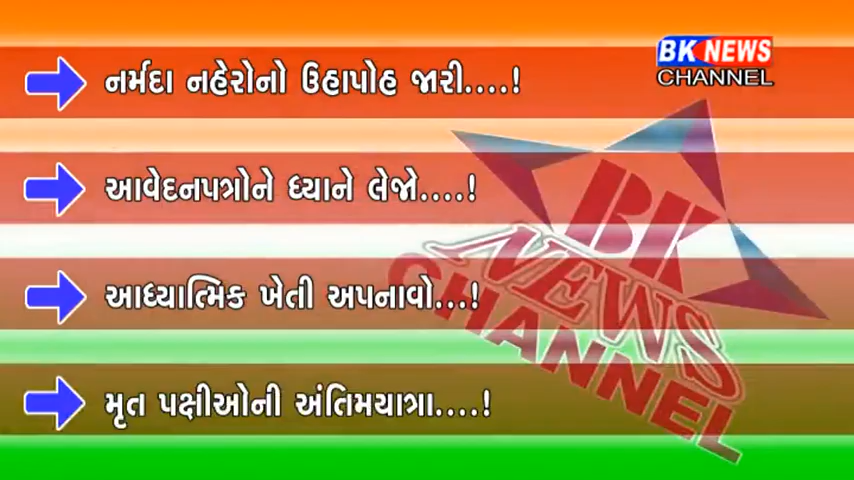 BK NEWS
CHANNEL
નર્મદા નહેરોનો ઉહાપોહ જારી....!
આવેદનપત્રોને ધ્યાને લેજો....!
આધ્યાત્મિક ખેતી અપનાવો...!
મૃત પક્ષીઓની અંતિમયાત્રા....!
BK
NEWS
CHANNEL